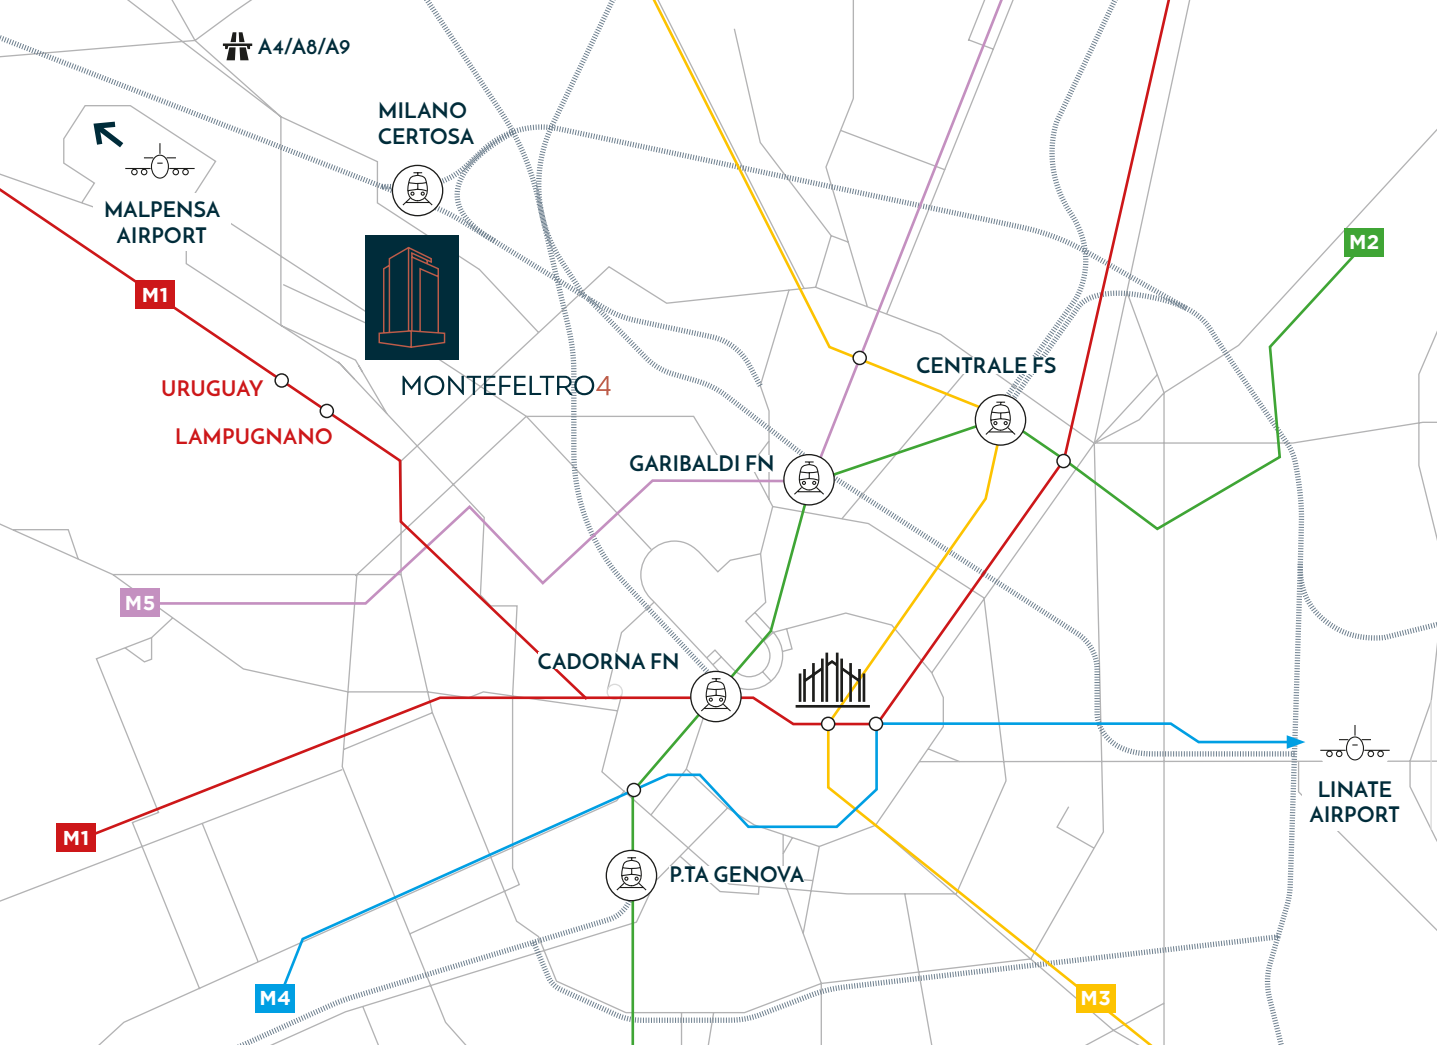 A4/A8/A9
MILANO
CERTOSA
MALPENSA
AIRPORT
M2
M1
CENTRALE FS
URUGUAY
MONTEFELTRO4
LAMPUGNANO
GARIBALDI FN
M5
CADORNA FN
LINATE
AIRPORT
M1
P.TA GENOVA
M4
M3